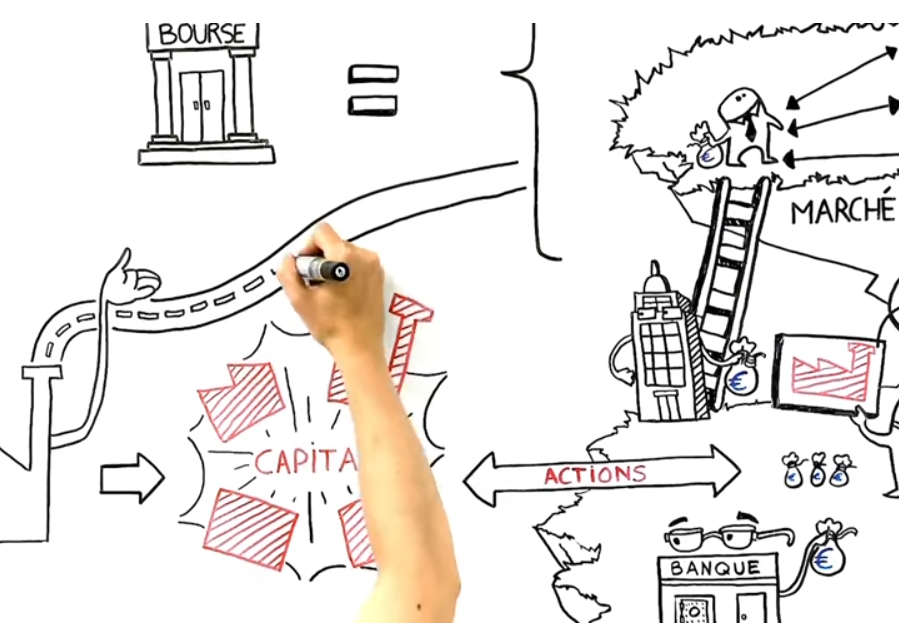 BOURSE
MARCHÉ
CAPITA
ACTIONS
BANQUE